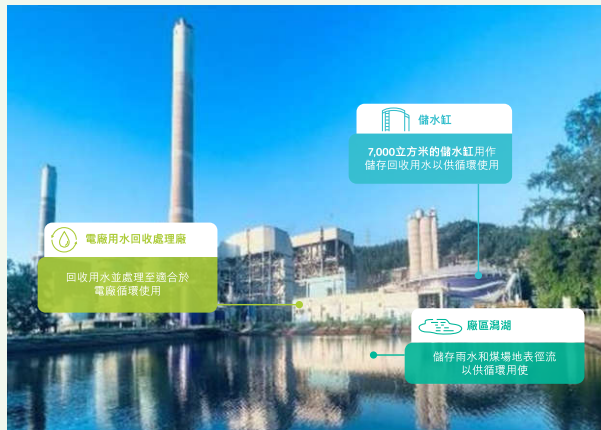 儲水缸
7,000立方米的儲水缸用作
儲存回收用水以供循環使用
電廠用水回收處理廠
回收用水並處理至適合於
電廠循環使用
廠區潟湖
儲存雨水和煤場地表徑流
以供循環用使